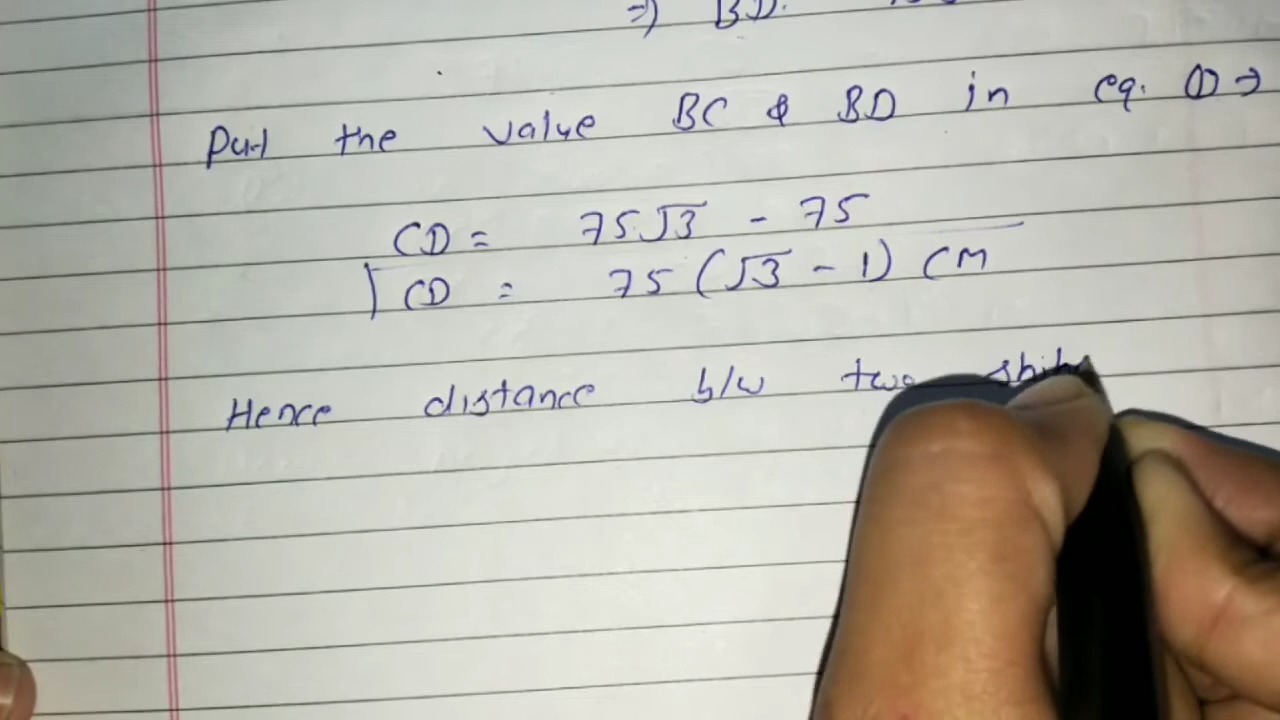 ⇒) BD.
Put the value BC & BD in eq. ① ⇒
CD = 75√3 - 75
CD = 75 (√3 - 1) CM
Hence distance b/w two